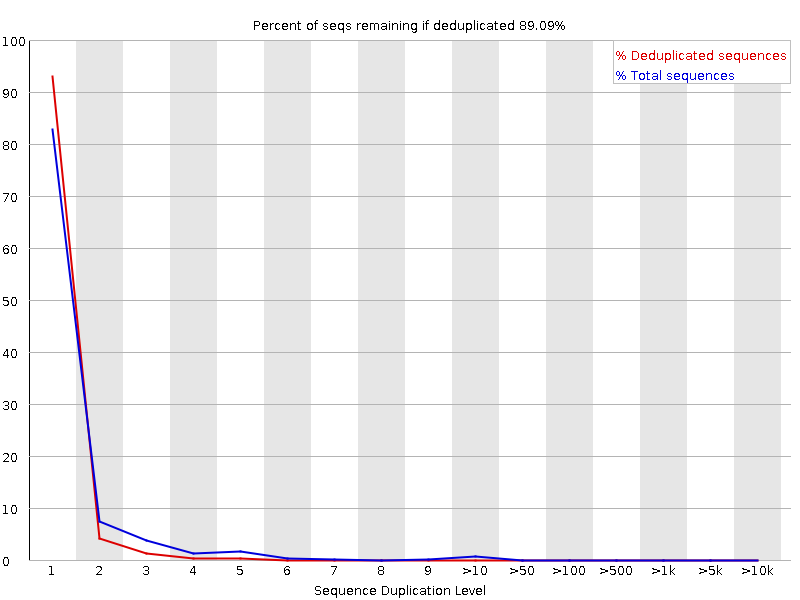 Percent of seqs remaining if deduplicated 89.09%
% Deduplicated sequences
% Total sequences
100
90
80
70
60
50
40
30
20
10
0
1 2 3 4 5 6 7 8 9 >10 >50 >100 >500 >1k >5k >10k
Sequence Duplication Level